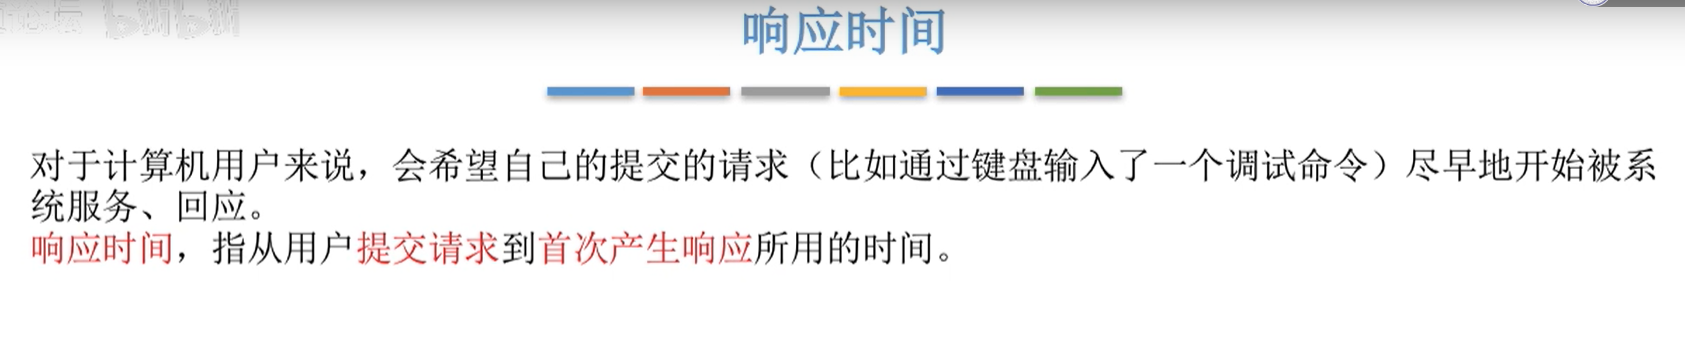 bilibili
响应时间
对于计算机用户来说，会希望自己的提交的请求（比如通过键盘输入了一个调试命令）尽早地开始被系
统服务、回应。
响应时间，指从用户提交请求到首次产生响应所用的时间。